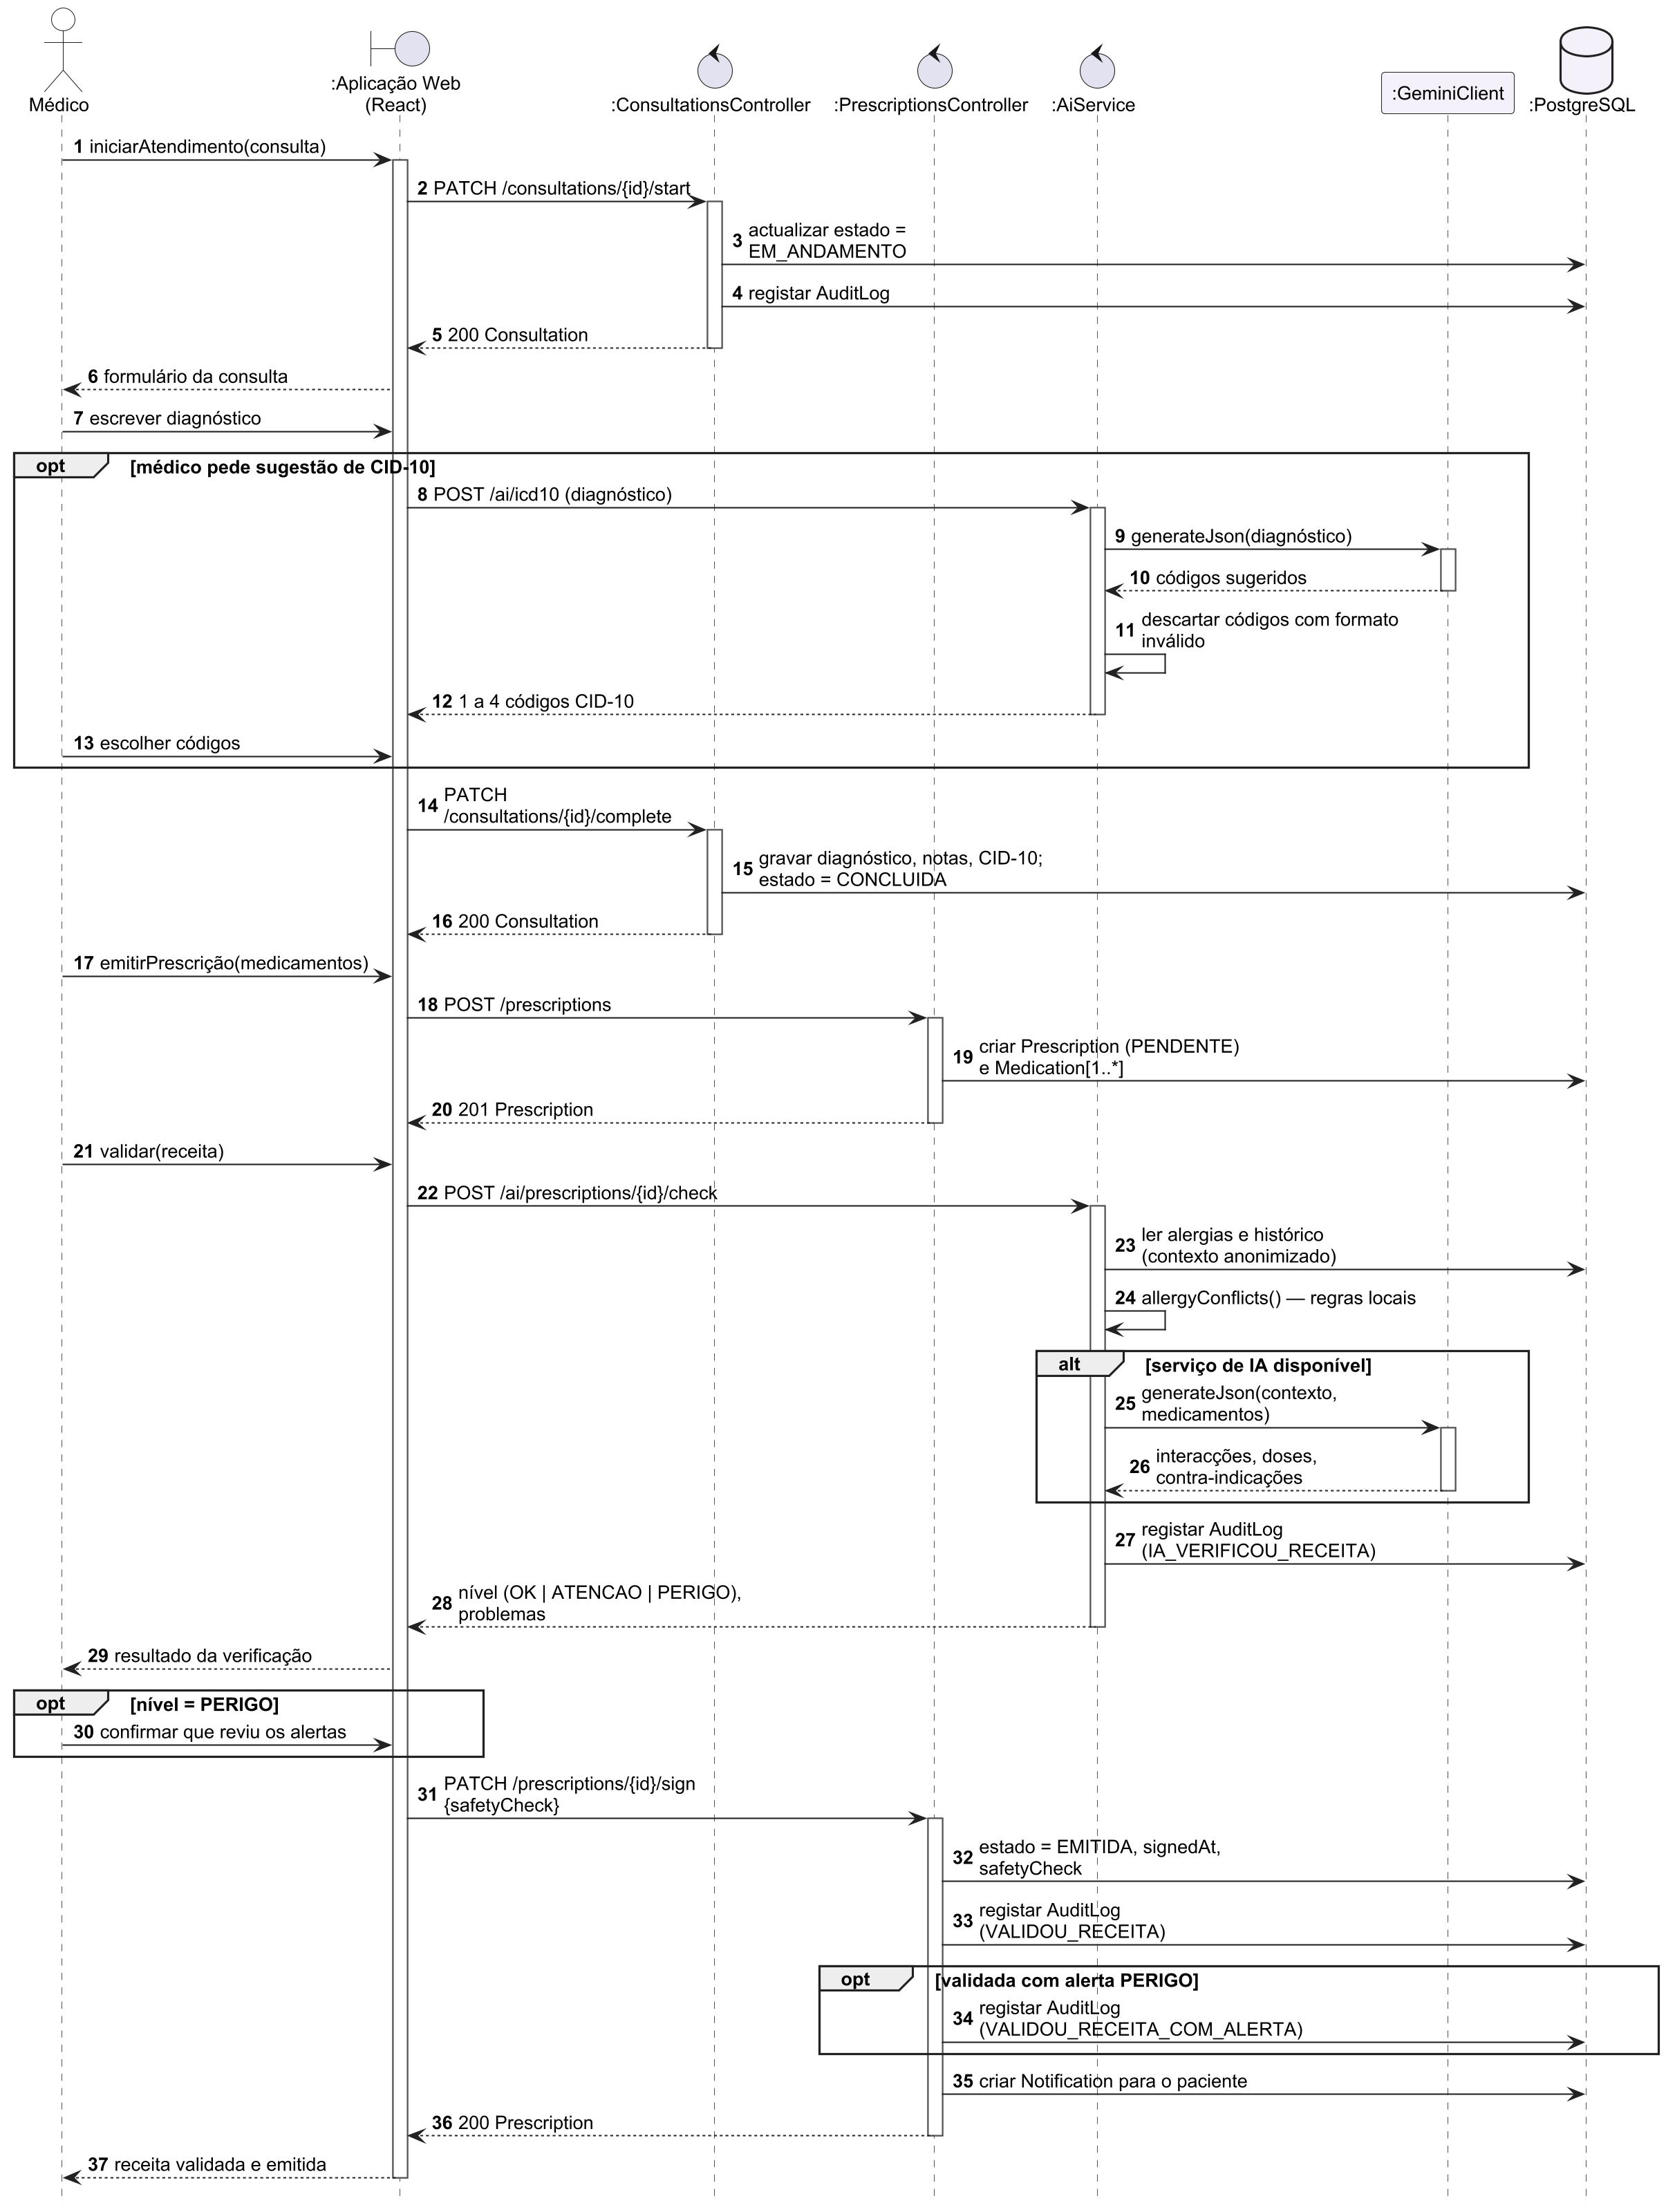 Médico
:Aplicação Web
(React)
:ConsultationsController
:PrescriptionsController
:AiService
:GeminiClient
:PostgreSQL
1 iniciarAtendimento(consulta)
2 PATCH /consultations/{id}/start
3 actualizar estado =
EM_ANDAMENTO
4 registar AuditLog
5 200 Consultation
6 formulário da consulta
7 escrever diagnóstico
opt [médico pede sugestão de CID-10]
8 POST /ai/icd10 (diagnóstico)
9 generateJson(diagnóstico)
10 códigos sugeridos
11 descartar códigos com formato
inválido
12 1 a 4 códigos CID-10
13 escolher códigos
14 PATCH
/consultations/{id}/complete
15 gravar diagnóstico, notas, CID-10;
estado = CONCLUIDA
16 200 Consultation
17 emitirPrescrição(medicamentos)
18 POST /prescriptions
19 criar Prescription (PENDENTE)
e Medication[1..*]
20 201 Prescription
21 validar(receita)
22 POST /ai/prescriptions/{id}/check
23 ler alergias e histórico
(contexto anonimizado)
24 allergyConflicts() — regras locais
alt [serviço de IA disponível]
25 generateJson(contexto,
medicamentos)
26 interacções, doses,
contra-indicações
27 registar AuditLog
(IA_VERIFICOU_RECEITA)
28 nível (OK | ATENCAO | PERIGO),
problemas
29 resultado da verificação
opt [nível = PERIGO]
30 confirmar que reviu os alertas
31 PATCH /prescriptions/{id}/sign
{safetyCheck}
32 estado = EMITIDA, signedAt,
safetyCheck
33 registar AuditLog
(VALIDOU_RECEITA)
opt [validada com alerta PERIGO]
34 registar AuditLog
(VALIDOU_RECEITA_COM_ALERTA)
35 criar Notification para o paciente
36 200 Prescription
37 receita validada e emitida